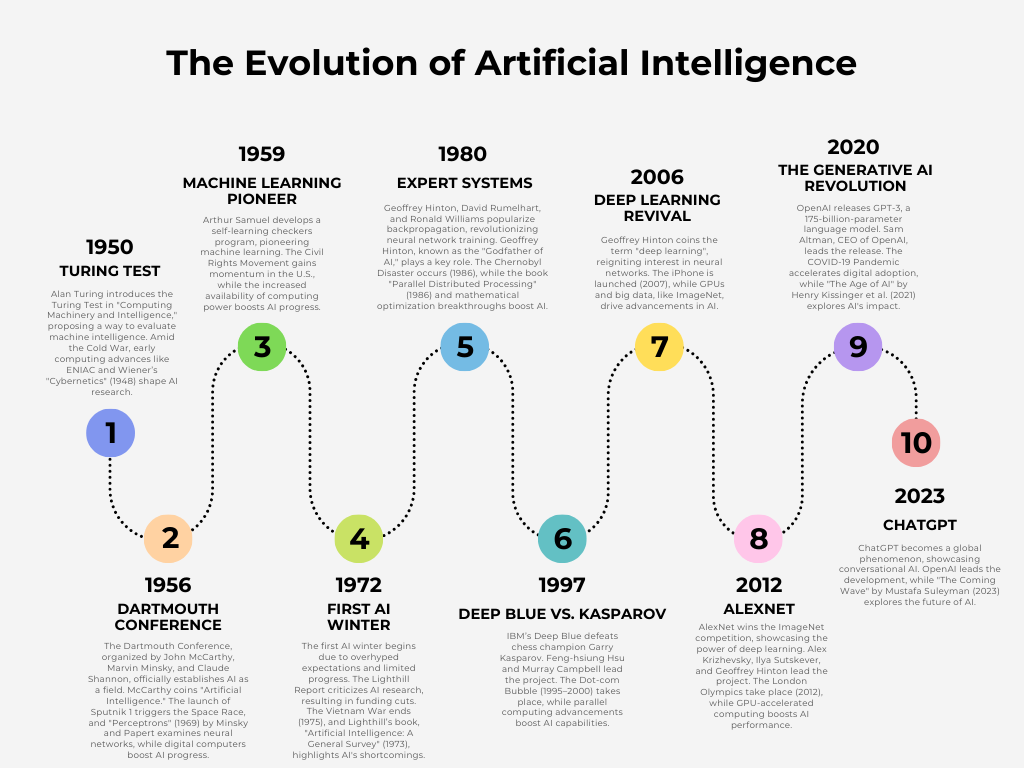 The Evolution of Artificial Intelligence
1950
TURING TEST
Alan Turing introduces the
Turing Test in "Computing
Machinery and Intelligence,"
proposing a way to evaluate
machine intelligence. Amid
the Cold War, early
computing advances like
ENIAC and Wiener's
"Cybernetics" (1948) shape AI
research.
1
2
1956
DARTMOUTH
CONFERENCE
The Dartmouth Conference,
organized by John McCarthy,
Marvin Minsky, and Claude
Shannon, officially establishes AI as
a field. McCarthy coins "Artificial
Intelligence." The launch of
Sputnik 1 triggers the Space Race,
and "Perceptrons" (1969) by Minsky
and Papert examines neural
networks, while digital computers
boost AI progress.
1959
MACHINE LEARNING
PIONEER
Arthur Samuel develops a
self-learning checkers
program, pioneering
machine learning. The Civil
Rights Movement gains
momentum in the U.S.,
while the increased
availability of computing
power boosts AI progress.
3
4
1972
FIRST AI
WINTER
The first AI winter begins
due to overhyped
expectations and limited
progress. The Lighthill
Report criticizes AI research,
resulting in funding cuts.
The Vietnam War ends
(1975), and Lighthill's book,
"Artificial Intelligence: A
General Survey" (1973),
highlights AI's shortcomings.
1980
EXPERT SYSTEMS
Geoffrey Hinton, David Rumelhart,
and Ronald Williams popularize
backpropagation, revolutionizing
neural network training. Geoffrey
Hinton, known as the "Godfather of
AI," plays a key role. The Chernobyl
Disaster occurs (1986), while the book
"Parallel Distributed Processing"
(1986) and mathematical
optimization breakthroughs boost AI.
5
6
1997
DEEP BLUE VS. KASPAROV
IBM's Deep Blue defeats
chess champion Garry
Kasparov. Feng-hsiung Hsu
and Murray Campbell lead
the project. The Dot-com
Bubble (1995–2000) takes
place, while parallel
computing advancements
boost AI capabilities.
2006
DEEP LEARNING
REVIVAL
Geoffrey Hinton coins the
term "deep learning",
reigniting interest in neural
networks. The iPhone is
launched (2007), while GPUs
and big data, like ImageNet,
drive advancements in AI.
7
8
2012
ALEXNET
AlexNet wins the ImageNet
competition, showcasing the
power of deep learning. Alex
Krizhevsky, Ilya Sutskever,
and Geoffrey Hinton lead the
project. The London
Olympics take place (2012),
while GPU-accelerated
computing boosts AI
performance.
2020
THE GENERATIVE AI
REVOLUTION
OpenAI releases GPT-3, a
175-billion-parameter
language model. Sam
Altman, CEO of OpenAI,
leads the release. The
COVID-19 Pandemic
accelerates digital adoption,
while "The Age of AI" by
Henry Kissinger et al. (2021)
explores AI's impact.
9
10
2023
CHATGPT
ChatGPT becomes a global
phenomenon, showcasing
conversational AI. OpenAI leads the
development, while "The Coming
Wave" by Mustafa Suleyman (2023)
explores the future of AI.